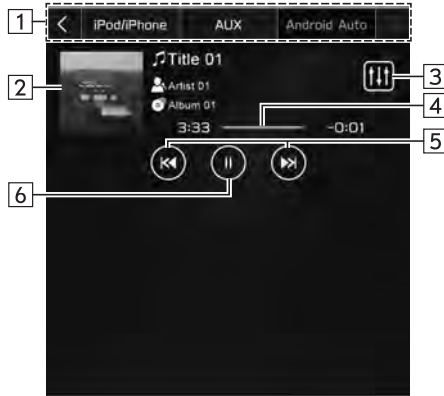 1 iPod/iPhone AUX Android Auto
2 Title 01 3
Artist 01 4
Album 01
3:33 -0:01 5
6